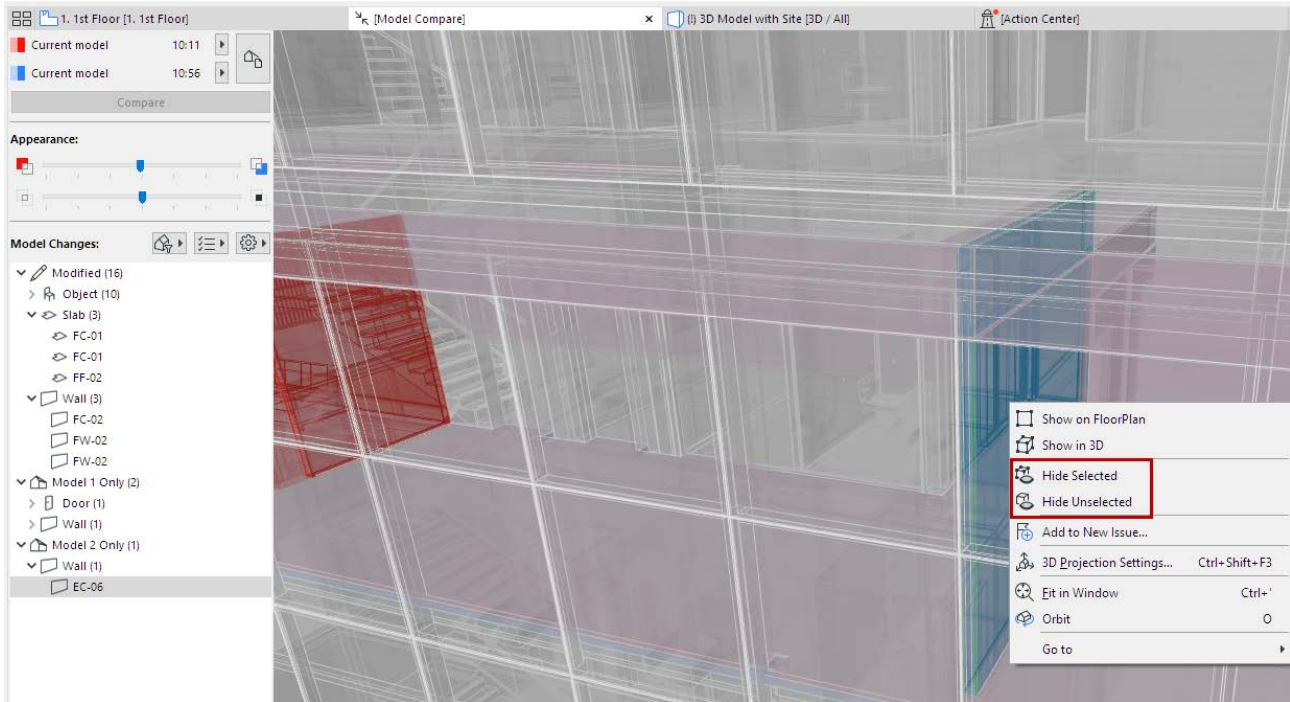 1. 1st Floor [1. 1st Floor]
[Model Compare]
(!) 3D Model with Site [3D / All]
[Action Center]
Current model 10:11
Current model 10:56
Compare
Appearance:
Model Changes:
Modified (16)
Object (10)
Slab (3)
FC-01
FC-01
FF-02
Wall (3)
FC-02
FW-02
FW-02
Model 1 Only (2)
Door (1)
Wall (1)
Model 2 Only (1)
Wall (1)
EC-06
Show on FloorPlan
Show in 3D
Hide Selected
Hide Unselected
Add to New Issue...
3D Projection Settings... Ctrl+Shift+F3
Fit in Window Ctrl+'
Orbit O
Go to